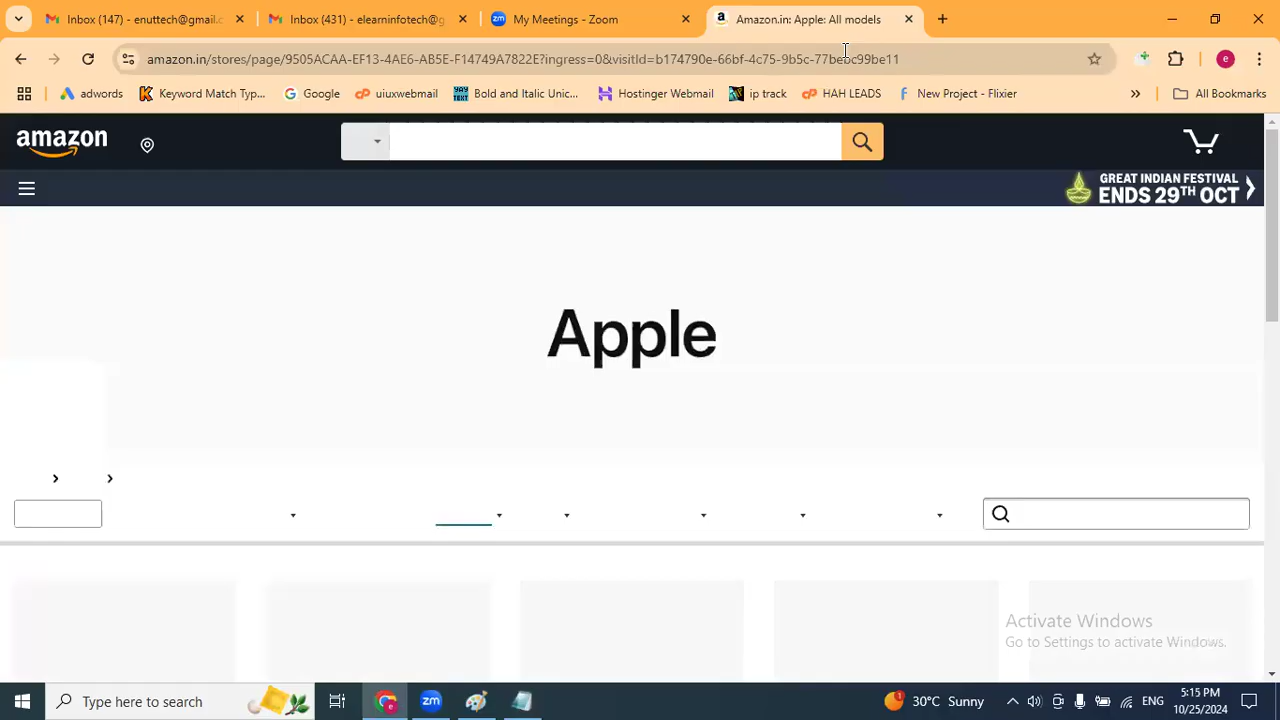 Inbox (147) - enuttech@gmail.c
Inbox (431) - elearninfotech@g
My Meetings - Zoom
Amazon.in: Apple: All models
amazon.in/stores/page/9505ACAA-EF13-4AE6-AB5E-F14749A7822E?ingress=0&visitId=b174790e-66bf-4c75-9b5c-77bebc99be11
e
adwords
Keyword Match Typ...
Google
uiuxwebmail
Bold and Italic Unic...
Hostinger Webmail
ip track
HAH LEADS
New Project - Flixier
All Bookmarks
amazon
GREAT INDIAN FESTIVAL
ENDS 29TH OCT
Apple
Activate Windows
Go to Settings to activate Windows.
Type here to search
30°C Sunny
ENG
5:15 PM
10/25/2024